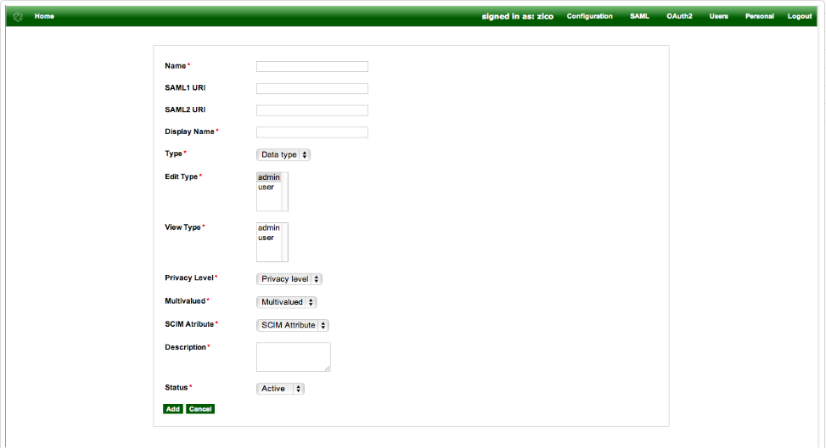 Home signed in as: zico Configuration SAML OAuth2 Users Personal Logout
Name*
SAML1 URI
SAML2 URI
Display Name*
Type* Data type
Edit Type* admin
user
View Type* admin
user
Privacy Level* Privacy level
Multivalued* Multivalued
SCIM Atribute* SCIM Attribute
Description*
Status* Active
Add Cancel